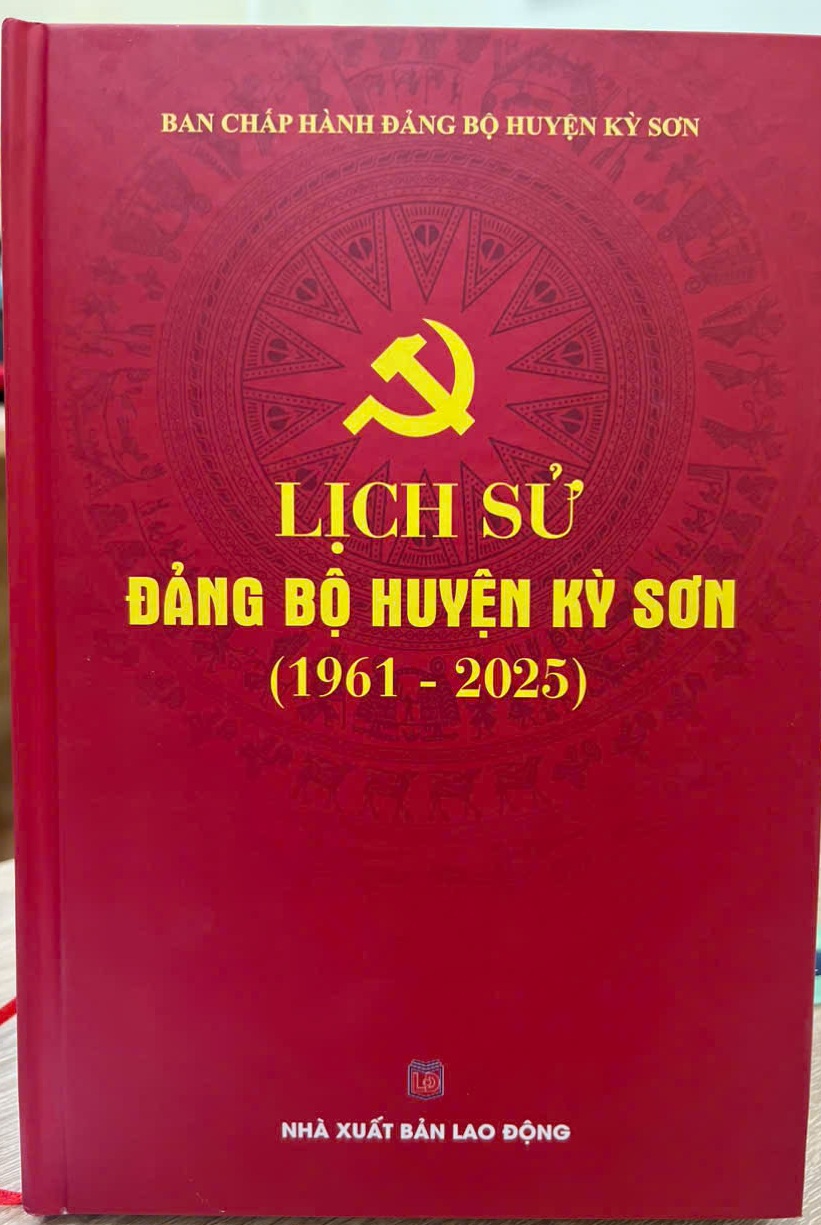 BAN CHẤP HÀNH ĐẢNG BỘ HUYỆN KỲ SƠN
LỊCH SỬ
ĐẢNG BỘ HUYỆN KỲ SƠN
(1961 - 2025)
LĐ
NHÀ XUẤT BẢN LAO ĐỘNG